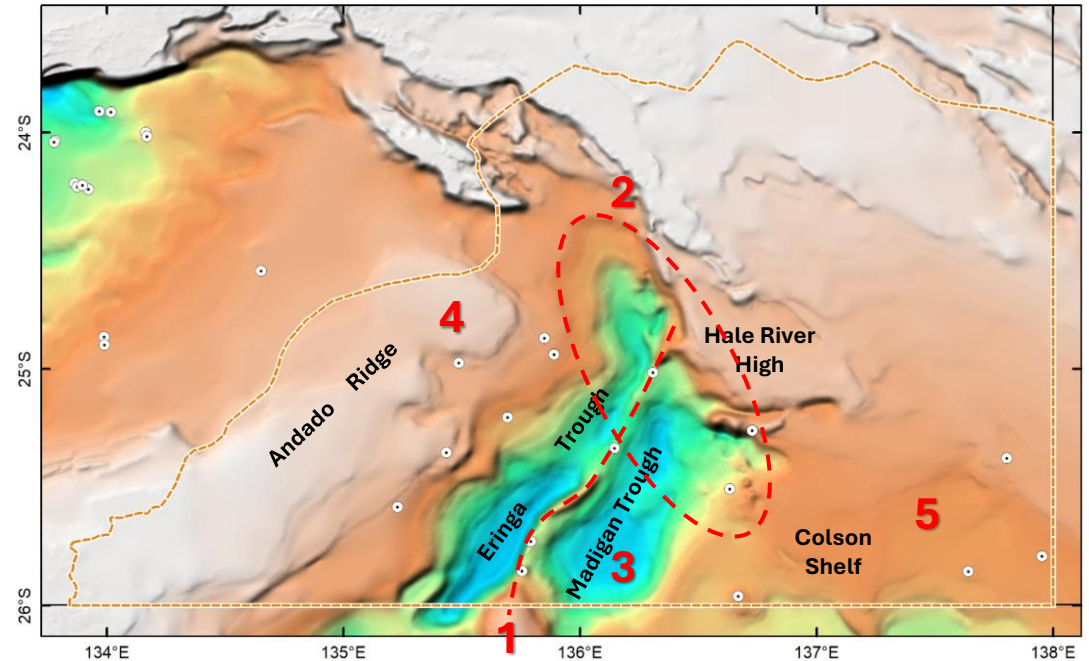 24°S
25°S
26°S
2
4
Hale River
High
Andado Ridge
Eringa Trough
Madigan Trough
3
5
Colson
Shelf
1
134°E
135°E
136°E
137°E
138°E